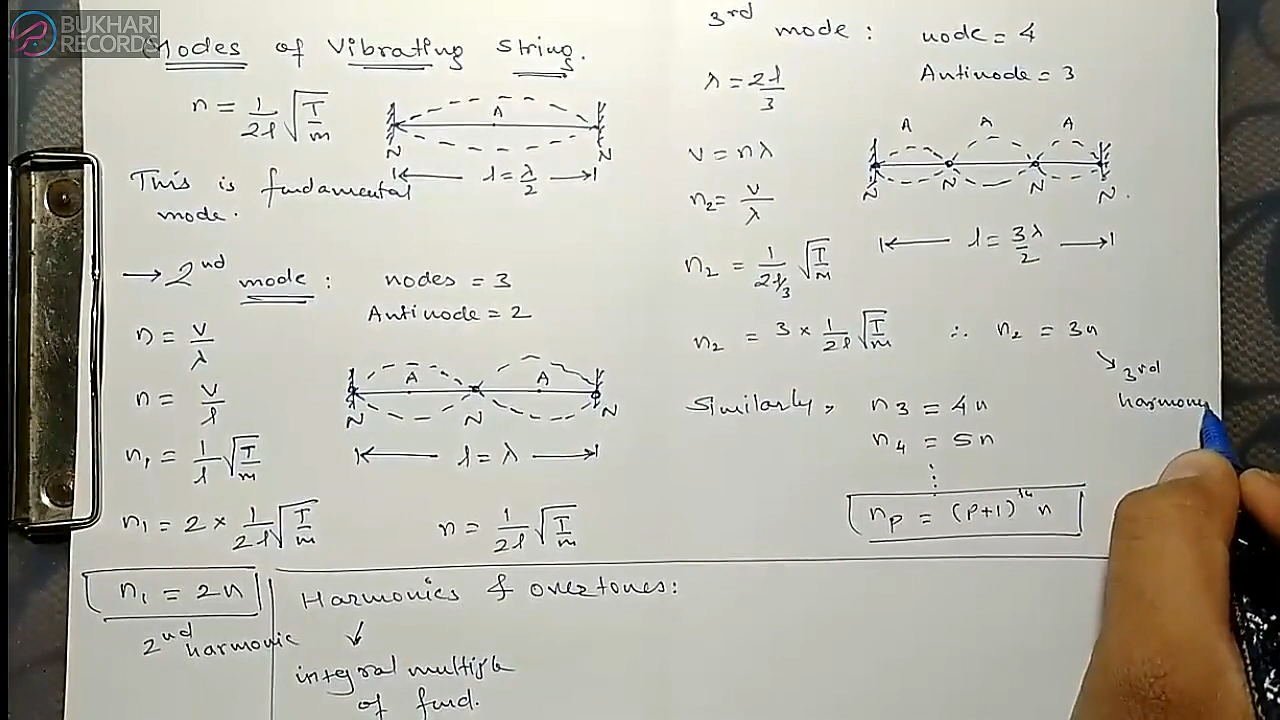 BUKHARI
RECORDS
Modes of Vibrating String.
n = 1/2l √T/m
A
N N
l = λ/2
This is fundamental
mode.
→ 2nd mode :
nodes = 3
Antinode = 2
n = v/λ
n = v/l
n1 = 1/l √T/m
n1 = 2 × 1/2l √T/m
A A
N N N
l = λ
n = 1/2l √T/m
n1 = 2n
2nd harmonic
3rd mode :
node = 4
Antinode = 3
λ = 2l/3
v = nλ
n2 = v/λ
n2 = 1/2l/3 √T/m
n2 = 3 × 1/2l √T/m ∴ n2 = 3n
A A A
N N N N.
l = 3λ/2
3rd
harmonic
Similarly, n3 = 4n
n4 = 5n
⋮
nP = (P+1)th n
Harmonics & overtones:
integral multiple
of fund.